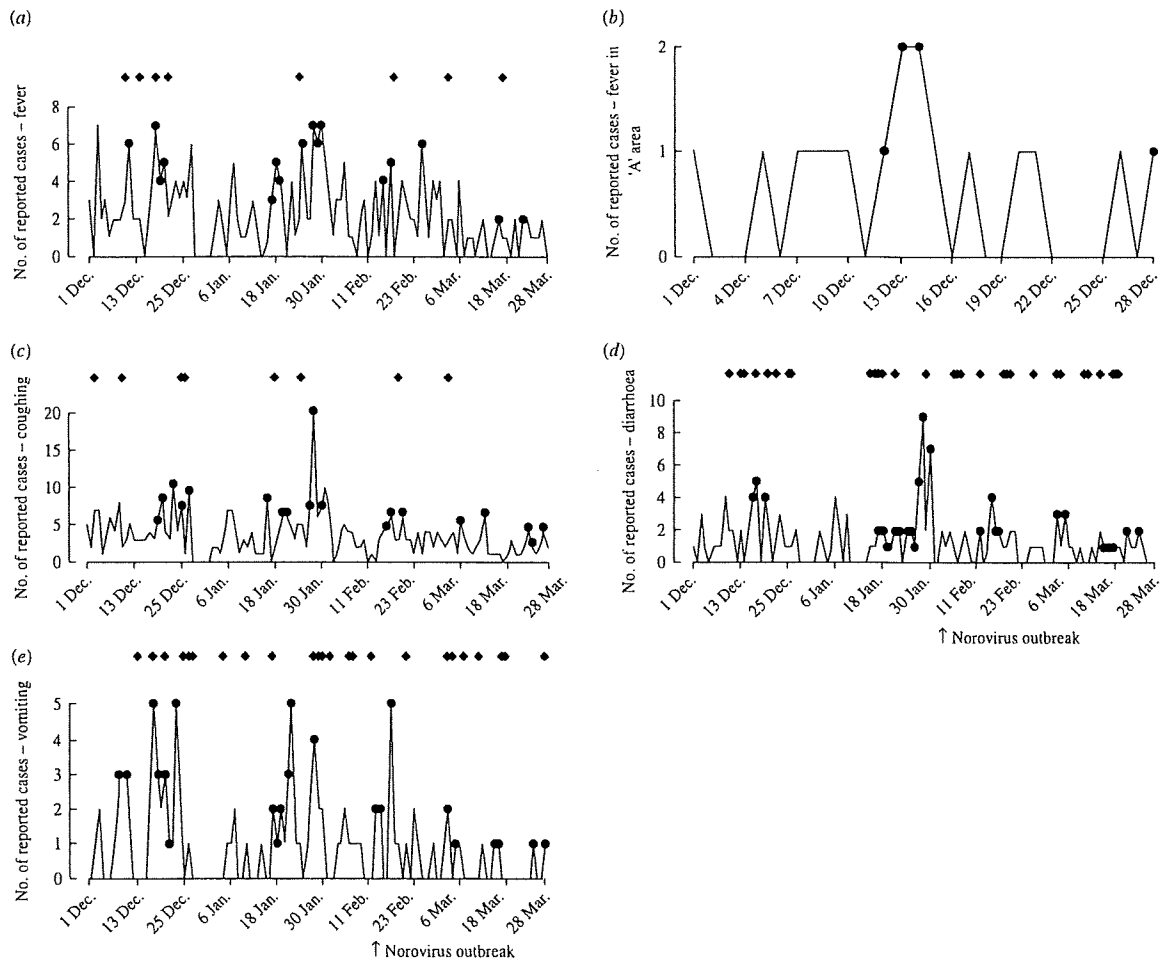 (a)
No. of reported cases – fever
8
6
4
2
0
1 Dec.
13 Dec.
25 Dec.
6 Jan.
18 Jan.
30 Jan.
11 Feb.
23 Feb.
6 Mar.
18 Mar.
28 Mar.
(b)
No. of reported cases – fever in
'A' area
2
1
0
1 Dec.
4 Dec.
7 Dec.
10 Dec.
13 Dec.
16 Dec.
19 Dec.
22 Dec.
25 Dec.
28 Dec.
(c)
No. of reported cases – coughing
20
15
10
5
0
1 Dec.
13 Dec.
25 Dec.
6 Jan.
18 Jan.
30 Jan.
11 Feb.
23 Feb.
6 Mar.
18 Mar.
28 Mar.
(d)
No. of reported cases – diarrhoea
10
8
6
4
2
0
1 Dec.
13 Dec.
25 Dec.
6 Jan.
18 Jan.
30 Jan.
11 Feb.
23 Feb.
6 Mar.
18 Mar.
28 Mar.
↑ Norovirus outbreak
(e)
No. of reported cases – vomiting
5
4
3
2
1
0
1 Dec.
13 Dec.
25 Dec.
6 Jan.
18 Jan.
30 Jan.
11 Feb.
23 Feb.
6 Mar.
18 Mar.
28 Mar.
↑ Norovirus outbreak